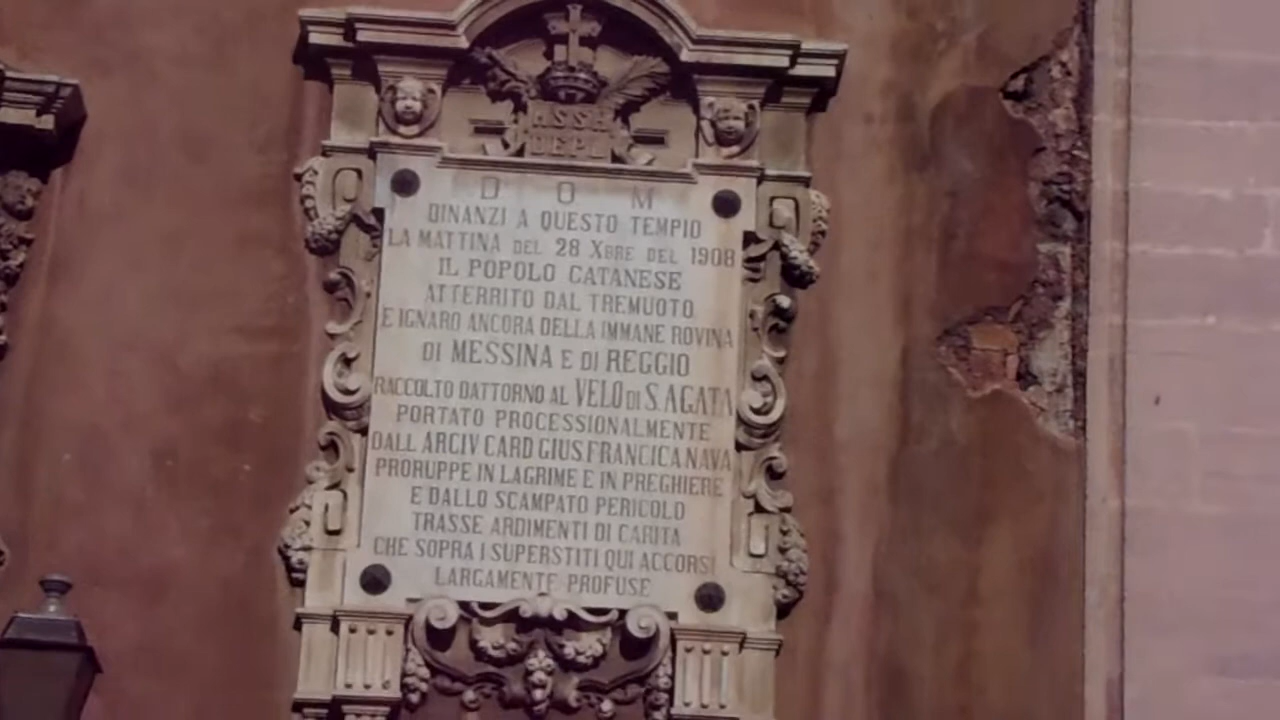 MSSH
DEPL
D O M
DINANZI A QUESTO TEMPIO
LA MATTINA DEL 28 XBRE DEL 1908
IL POPOLO CATANESE
ATTERRITO DAL TREMUOTO
E IGNARO ANCORA DELLA IMMANE ROVINA
DI MESSINA E DI REGGIO
RACCOLTO DATTORNO AL VELO DI S. AGATA
PORTATO PROCESSIONALMENTE
DALL ARCIV CARD GIUS FRANCICA NAVA
PRORUPPE IN LAGRIME E IN PREGHIERE
E DALLO SCAMPATO PERICOLO
TRASSE ARDIMENTI DI CARITA
CHE SOPRA I SUPERSTITI QUI ACCORSI
LARGAMENTE PROFUSE